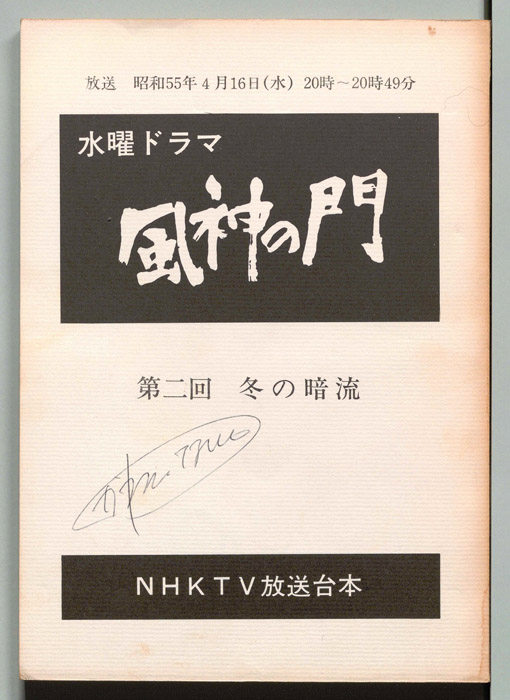 放送 昭和55年4月16日(水) 20時～20時49分
水曜ドラマ
風神の門
第二回 冬の暗流
NHKTV放送台本